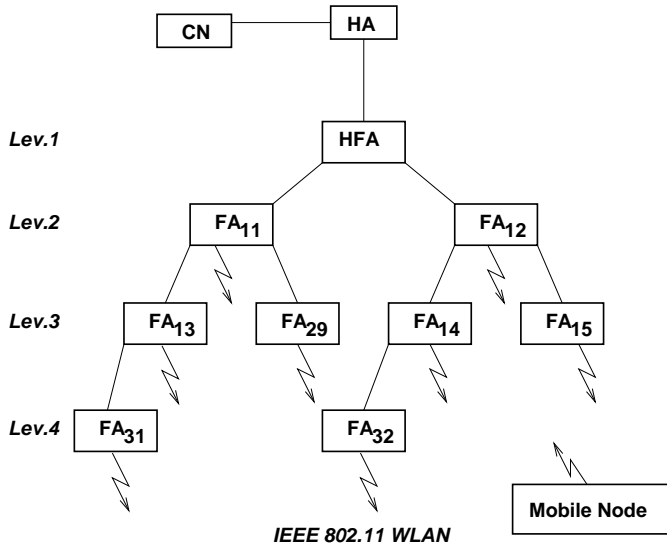 CN
HA
Lev.1
HFA
Lev.2
FA11
FA12
Lev.3
FA13
FA29
FA14
FA15
Lev.4
FA31
FA32
Mobile Node
IEEE 802.11 WLAN